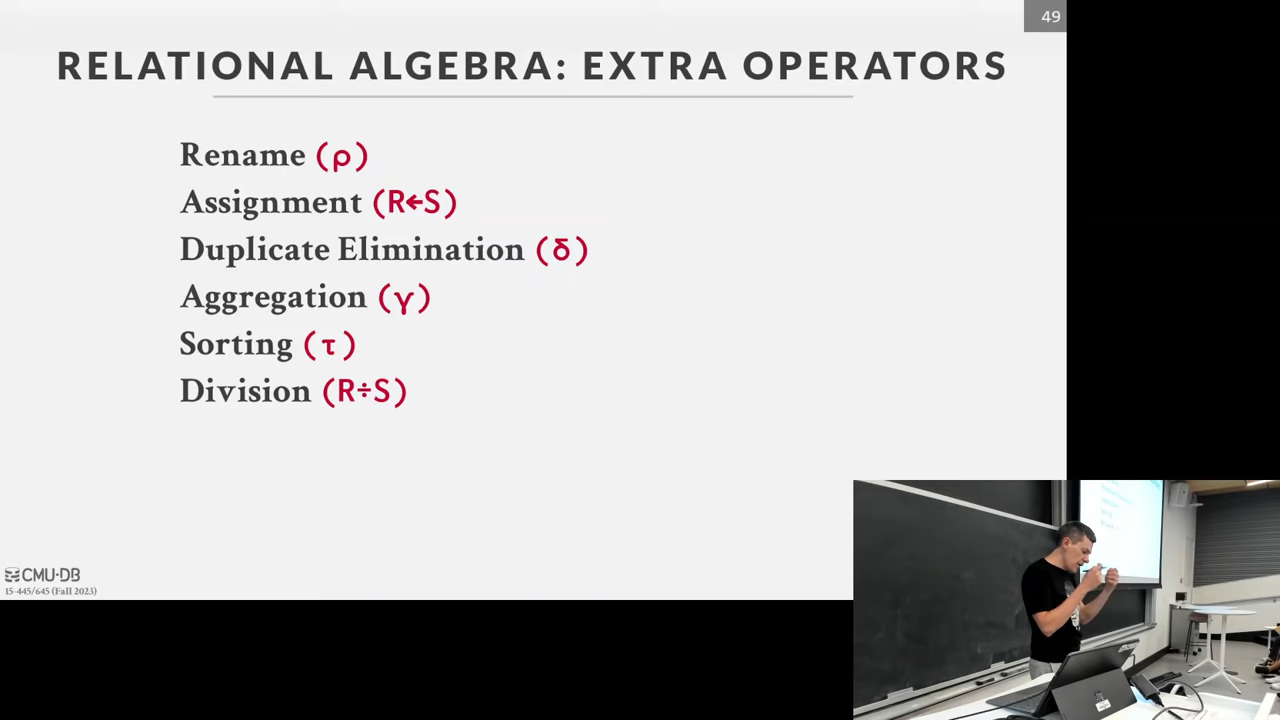 49
RELATIONAL ALGEBRA: EXTRA OPERATORS
Rename (ρ)
Assignment (R←S)
Duplicate Elimination (δ)
Aggregation (γ)
Sorting (τ)
Division (R÷S)
CMU·DB
15-445/645 (Fall 2023)